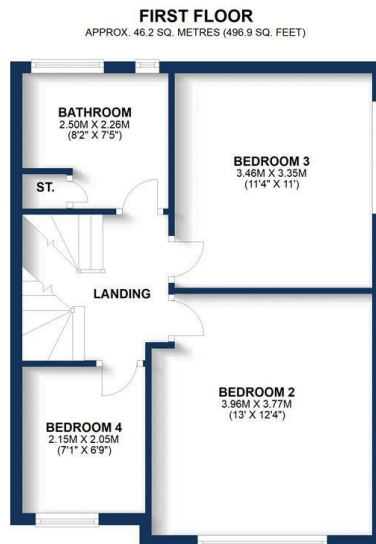 FIRST FLOOR
APPROX. 46.2 SQ. METRES (496.9 SQ. FEET)
BATHROOM
2.50M X 2.26M
(8'2" X 7'5")
ST.
BEDROOM 3
3.46M X 3.35M
(11'4" X 11')
LANDING
BEDROOM 2
3.96M X 3.77M
(13' X 12'4")
BEDROOM 4
2.15M X 2.05M
(7'1" X 6'9")